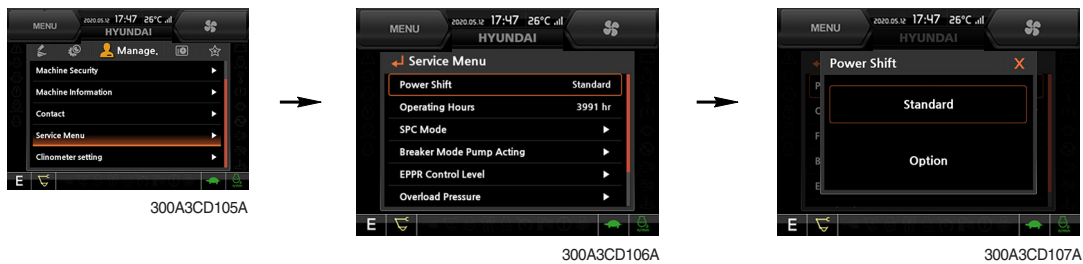 MENU
2020.05.12 17:47 26°C
HYUNDAI
Manage.
Machine Security
Machine Information
Contact
Service Menu
Clinometer setting
E
300A3CD105A
MENU
2020.05.12 17:47 26°C
HYUNDAI
Service Menu
Power Shift Standard
Operating Hours 3991 hr
SPC Mode
Breaker Mode Pump Acting
EPPR Control Level
Overload Pressure
E
300A3CD106A
MENU
2020.05.12 17:47 26°C
HYUNDAI
Power Shift X
Standard
Option
E
300A3CD107A